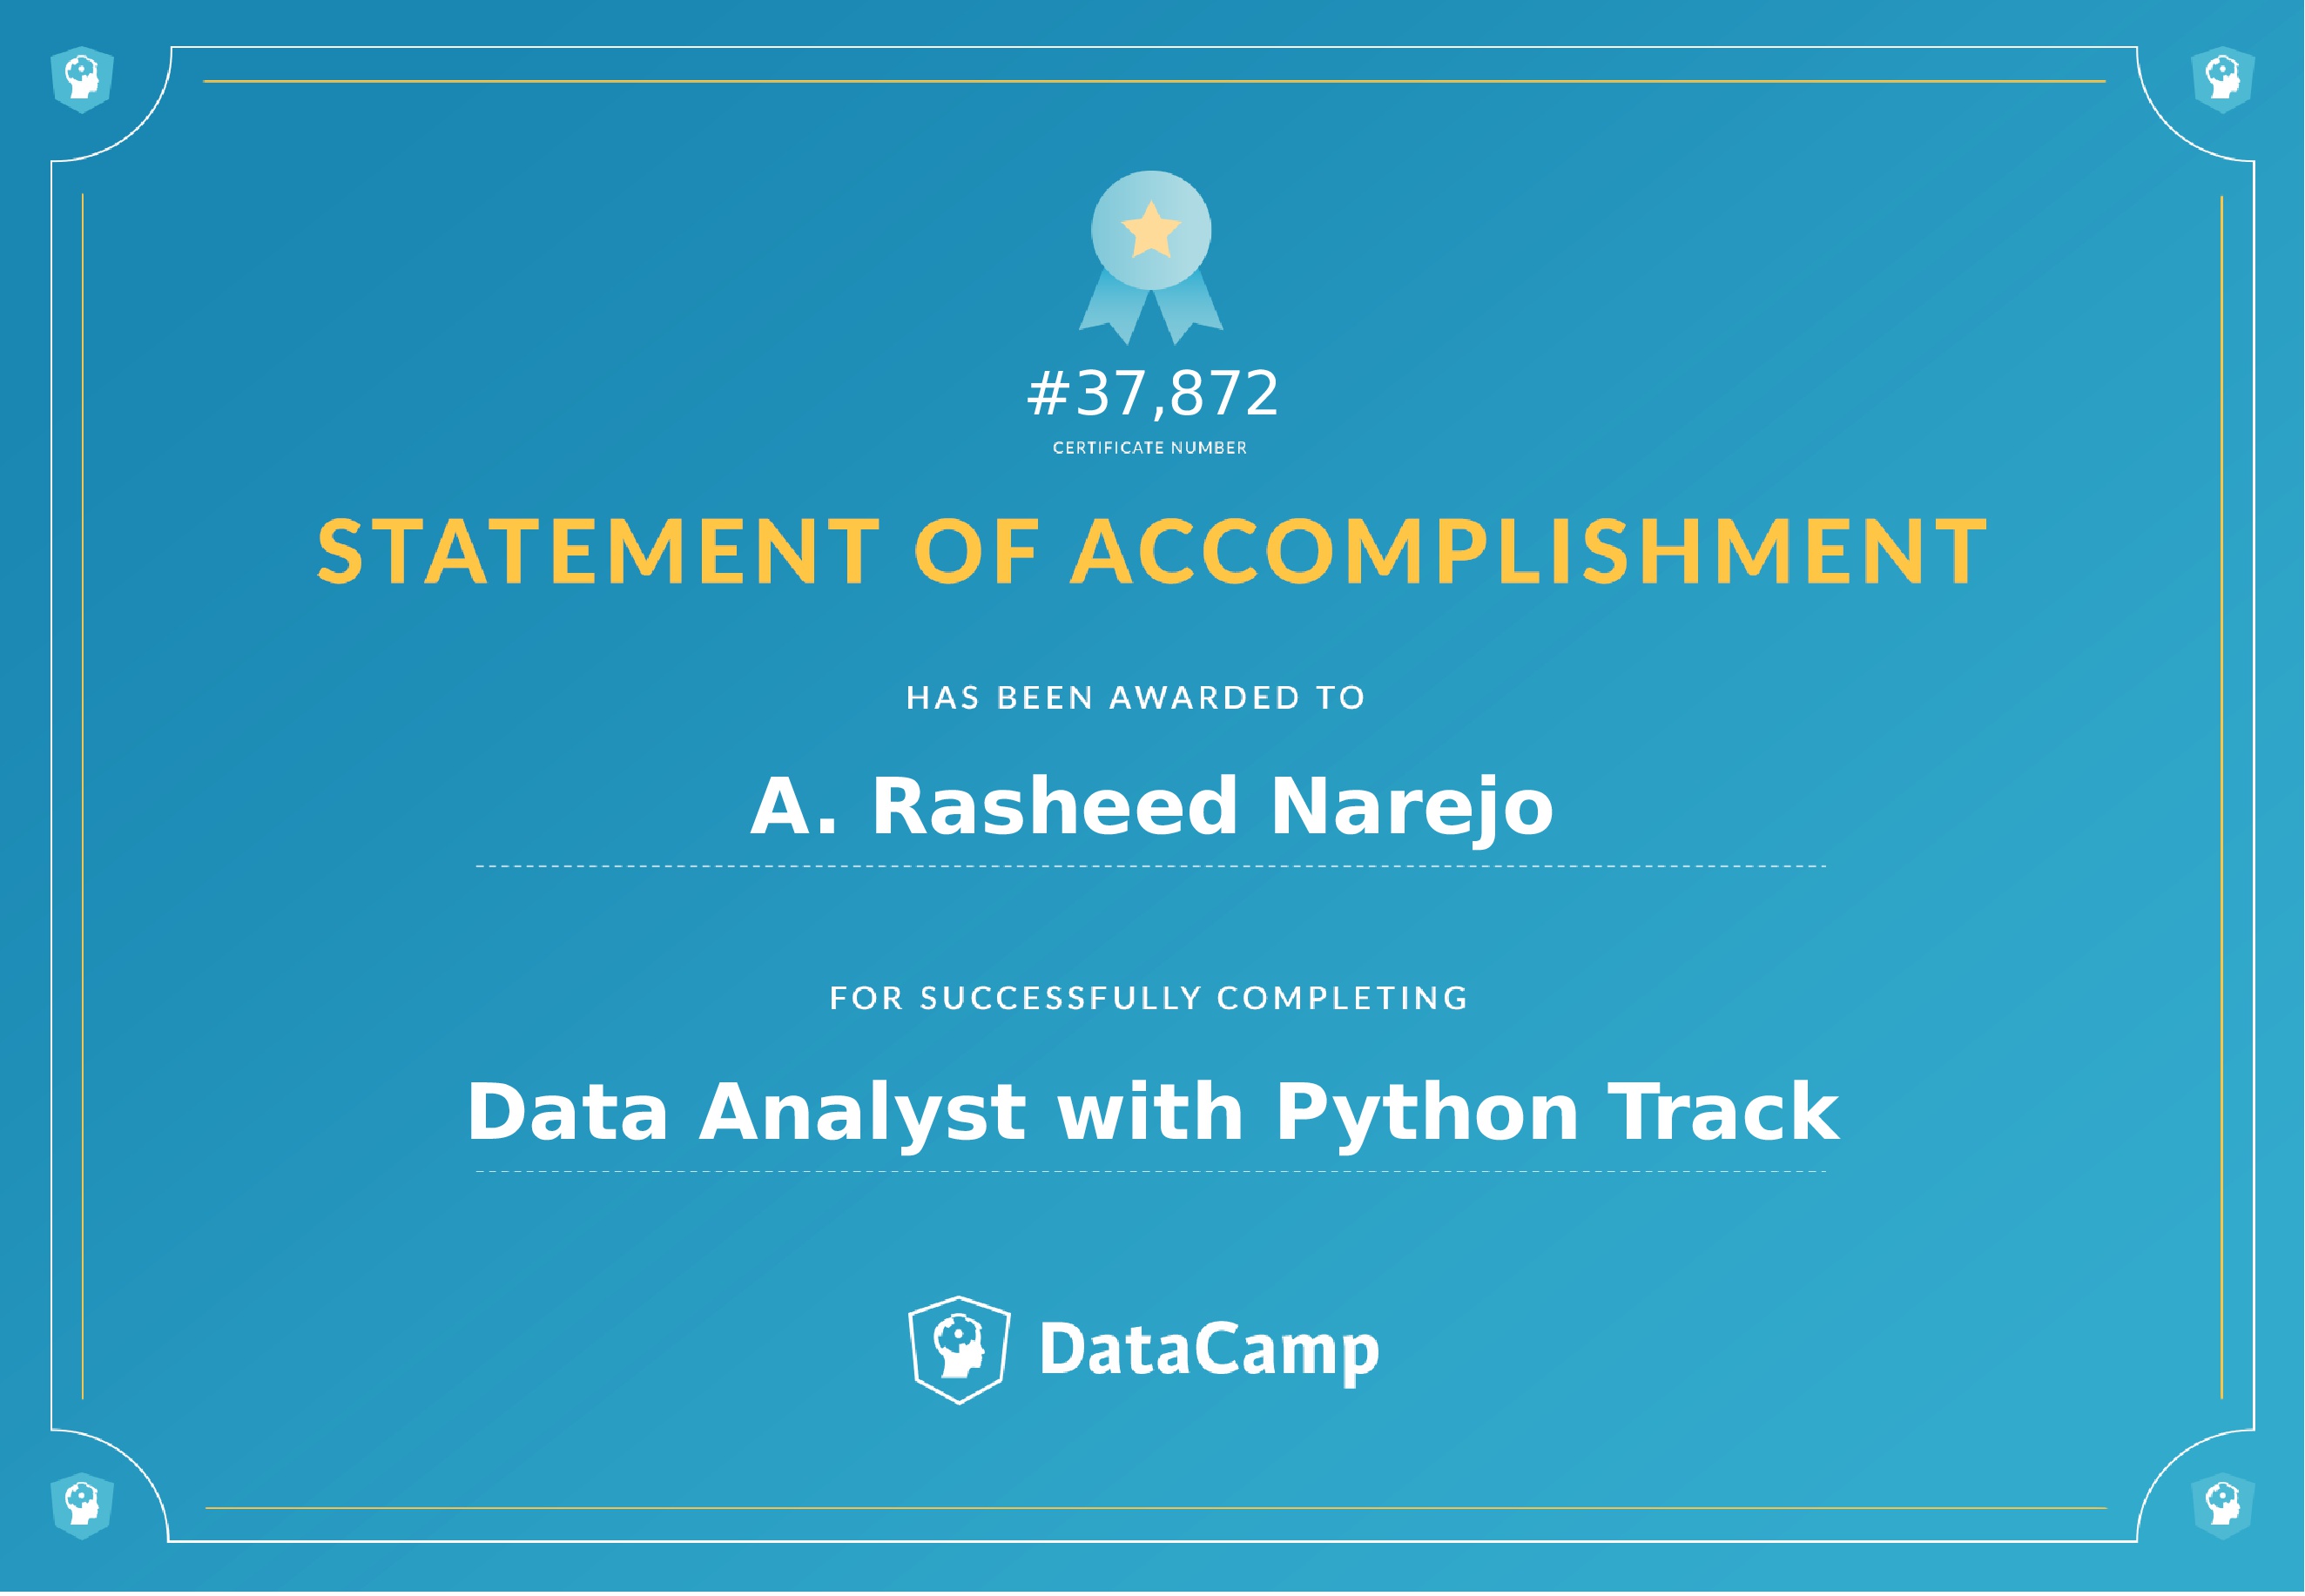 #37,872
CERTIFICATE NUMBER
STATEMENT OF ACCOMPLISHMENT
HAS BEEN AWARDED TO
A. Rasheed Narejo
FOR SUCCESSFULLY COMPLETING
Data Analyst with Python Track
DataCamp